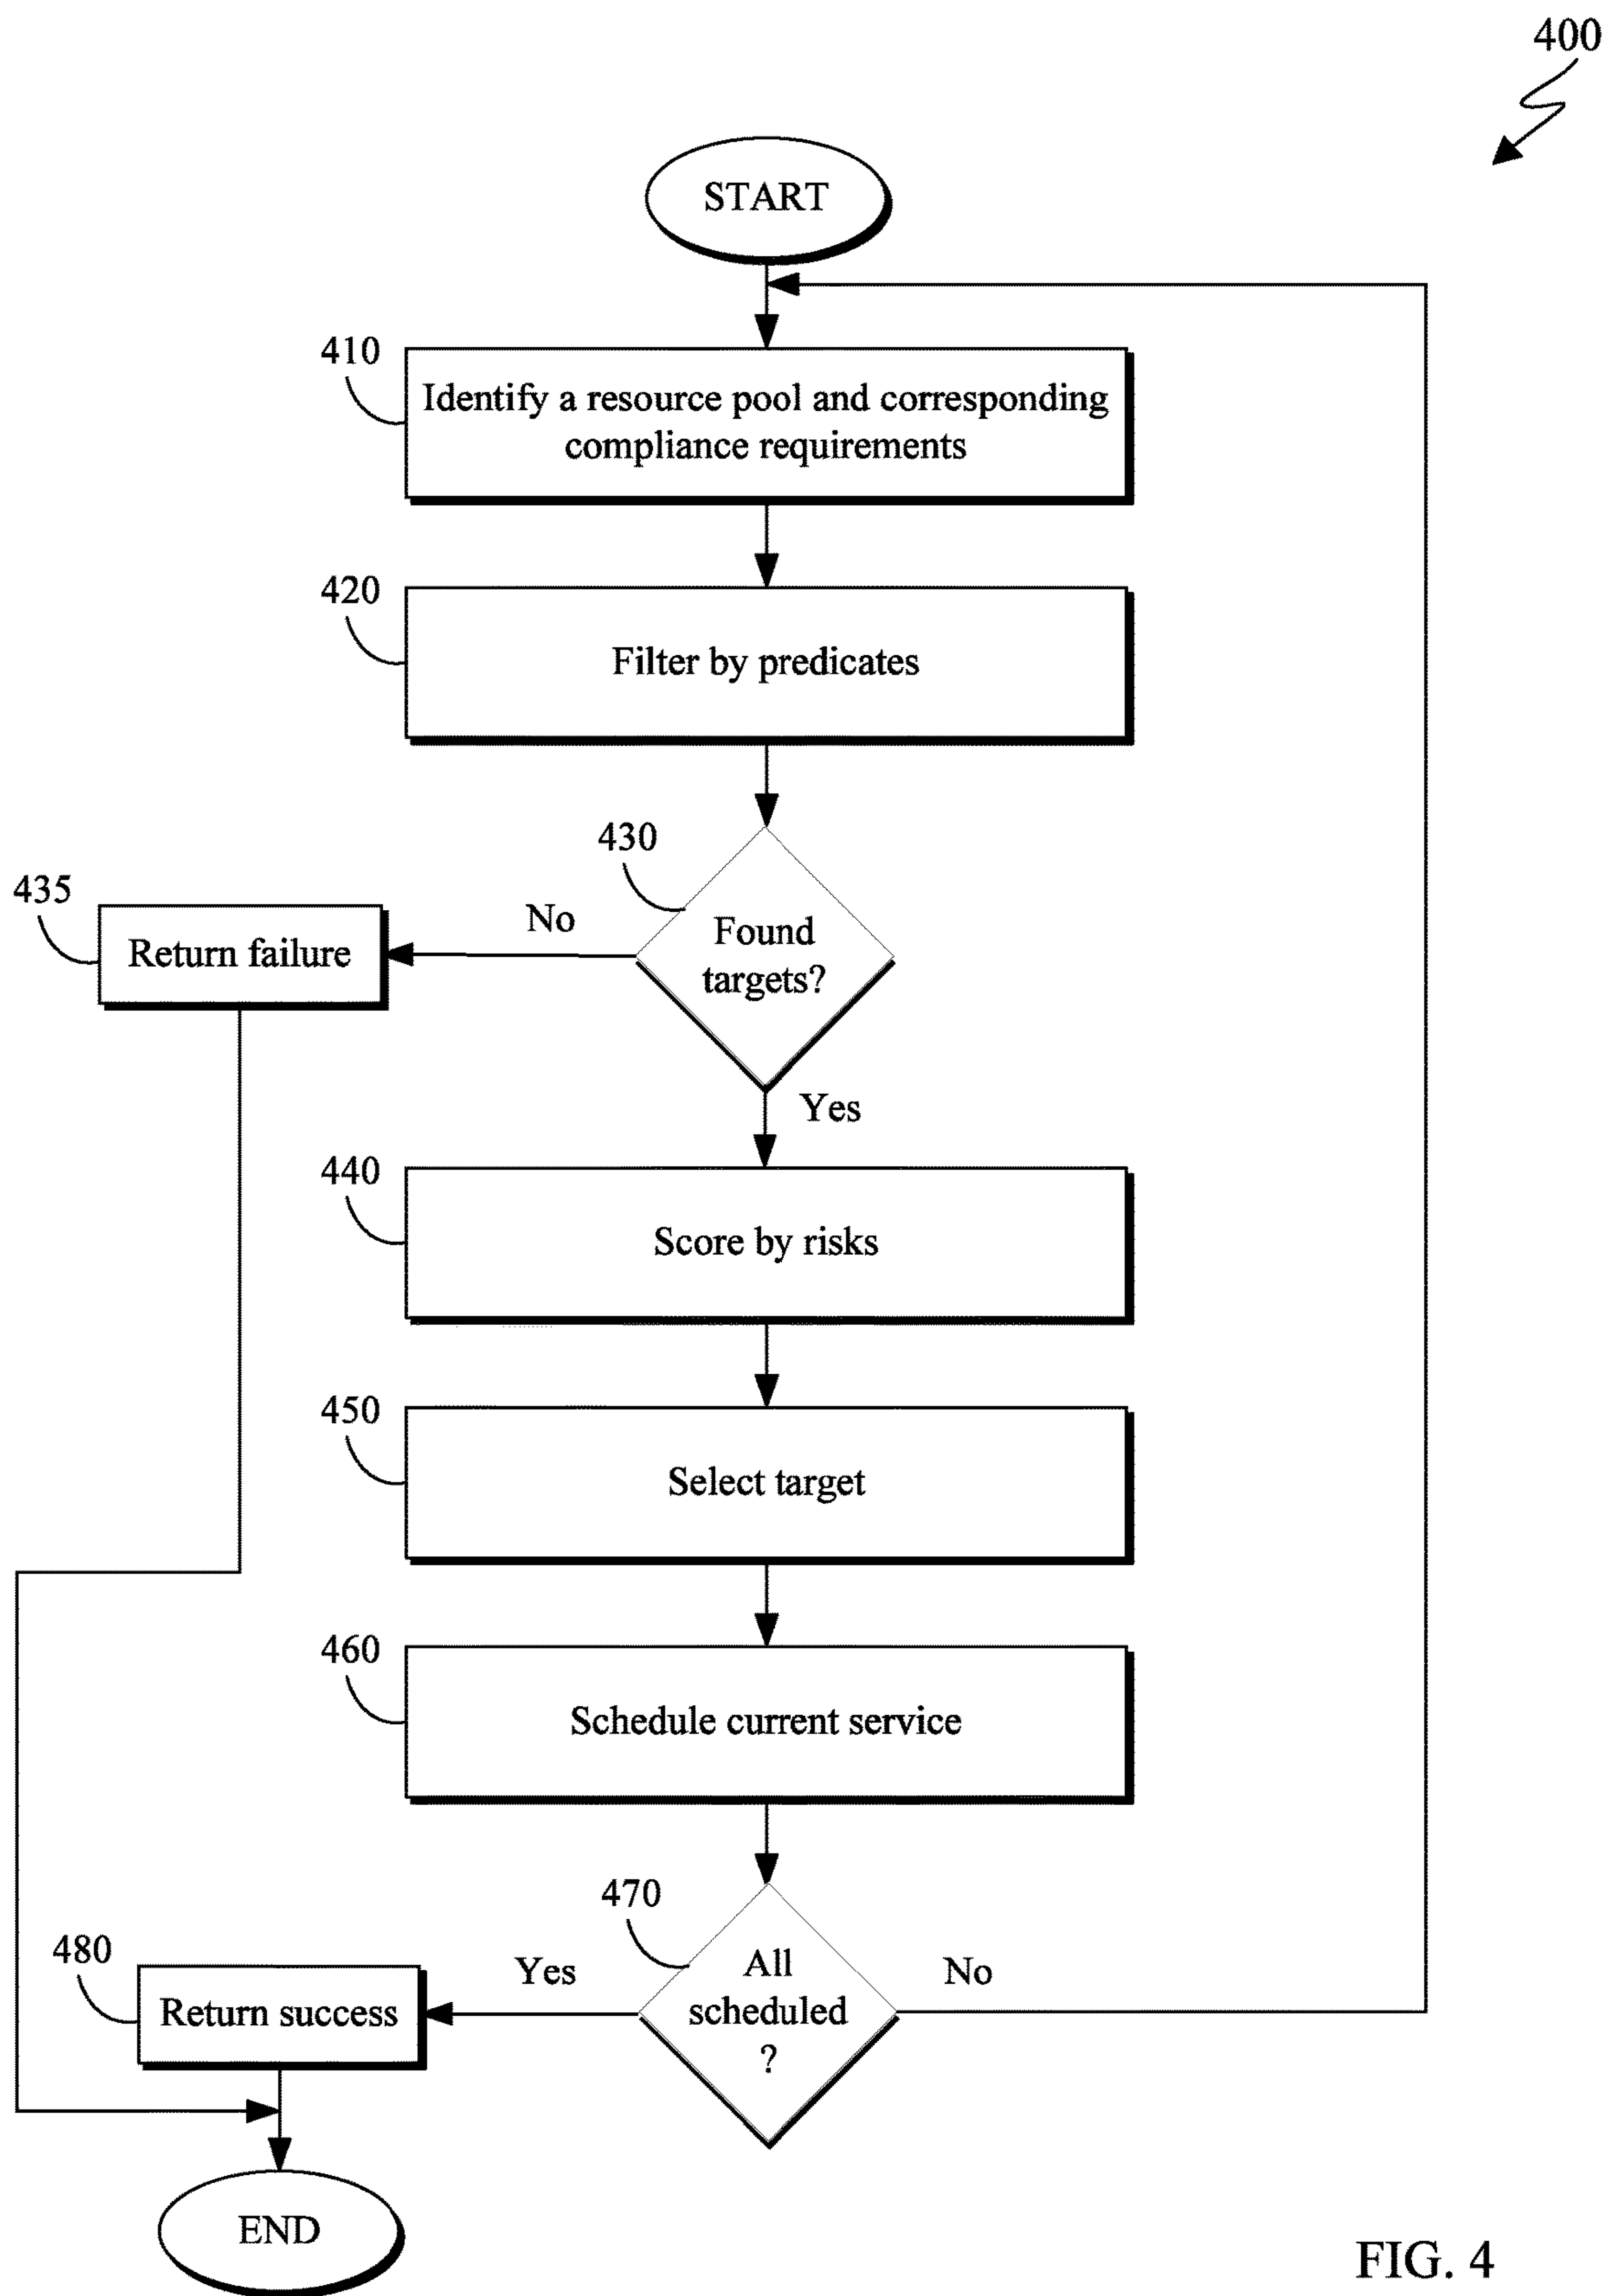 400
START
410
Identify a resource pool and corresponding
compliance requirements
420
Filter by predicates
430
435
No
Found
targets?
Return failure
Yes
440
Score by risks
450
Select target
460
Schedule current service
470
480
Yes
All
scheduled
?
No
Return success
END
FIG. 4